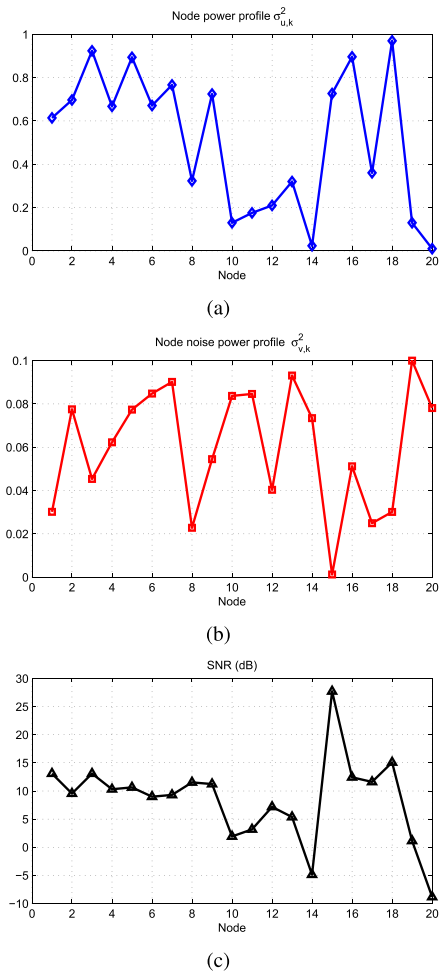 Node power profile σ²u,k
1
0.8
0.6
0.4
0.2
0
0 2 4 6 8 10 12 14 16 18 20
Node
(a)
Node noise power profile σ²v,k
0.1
0.08
0.06
0.04
0.02
0
0 2 4 6 8 10 12 14 16 18 20
Node
(b)
SNR (dB)
30
25
20
15
10
5
0
−5
−10
0 2 4 6 8 10 12 14 16 18 20
Node
(c)